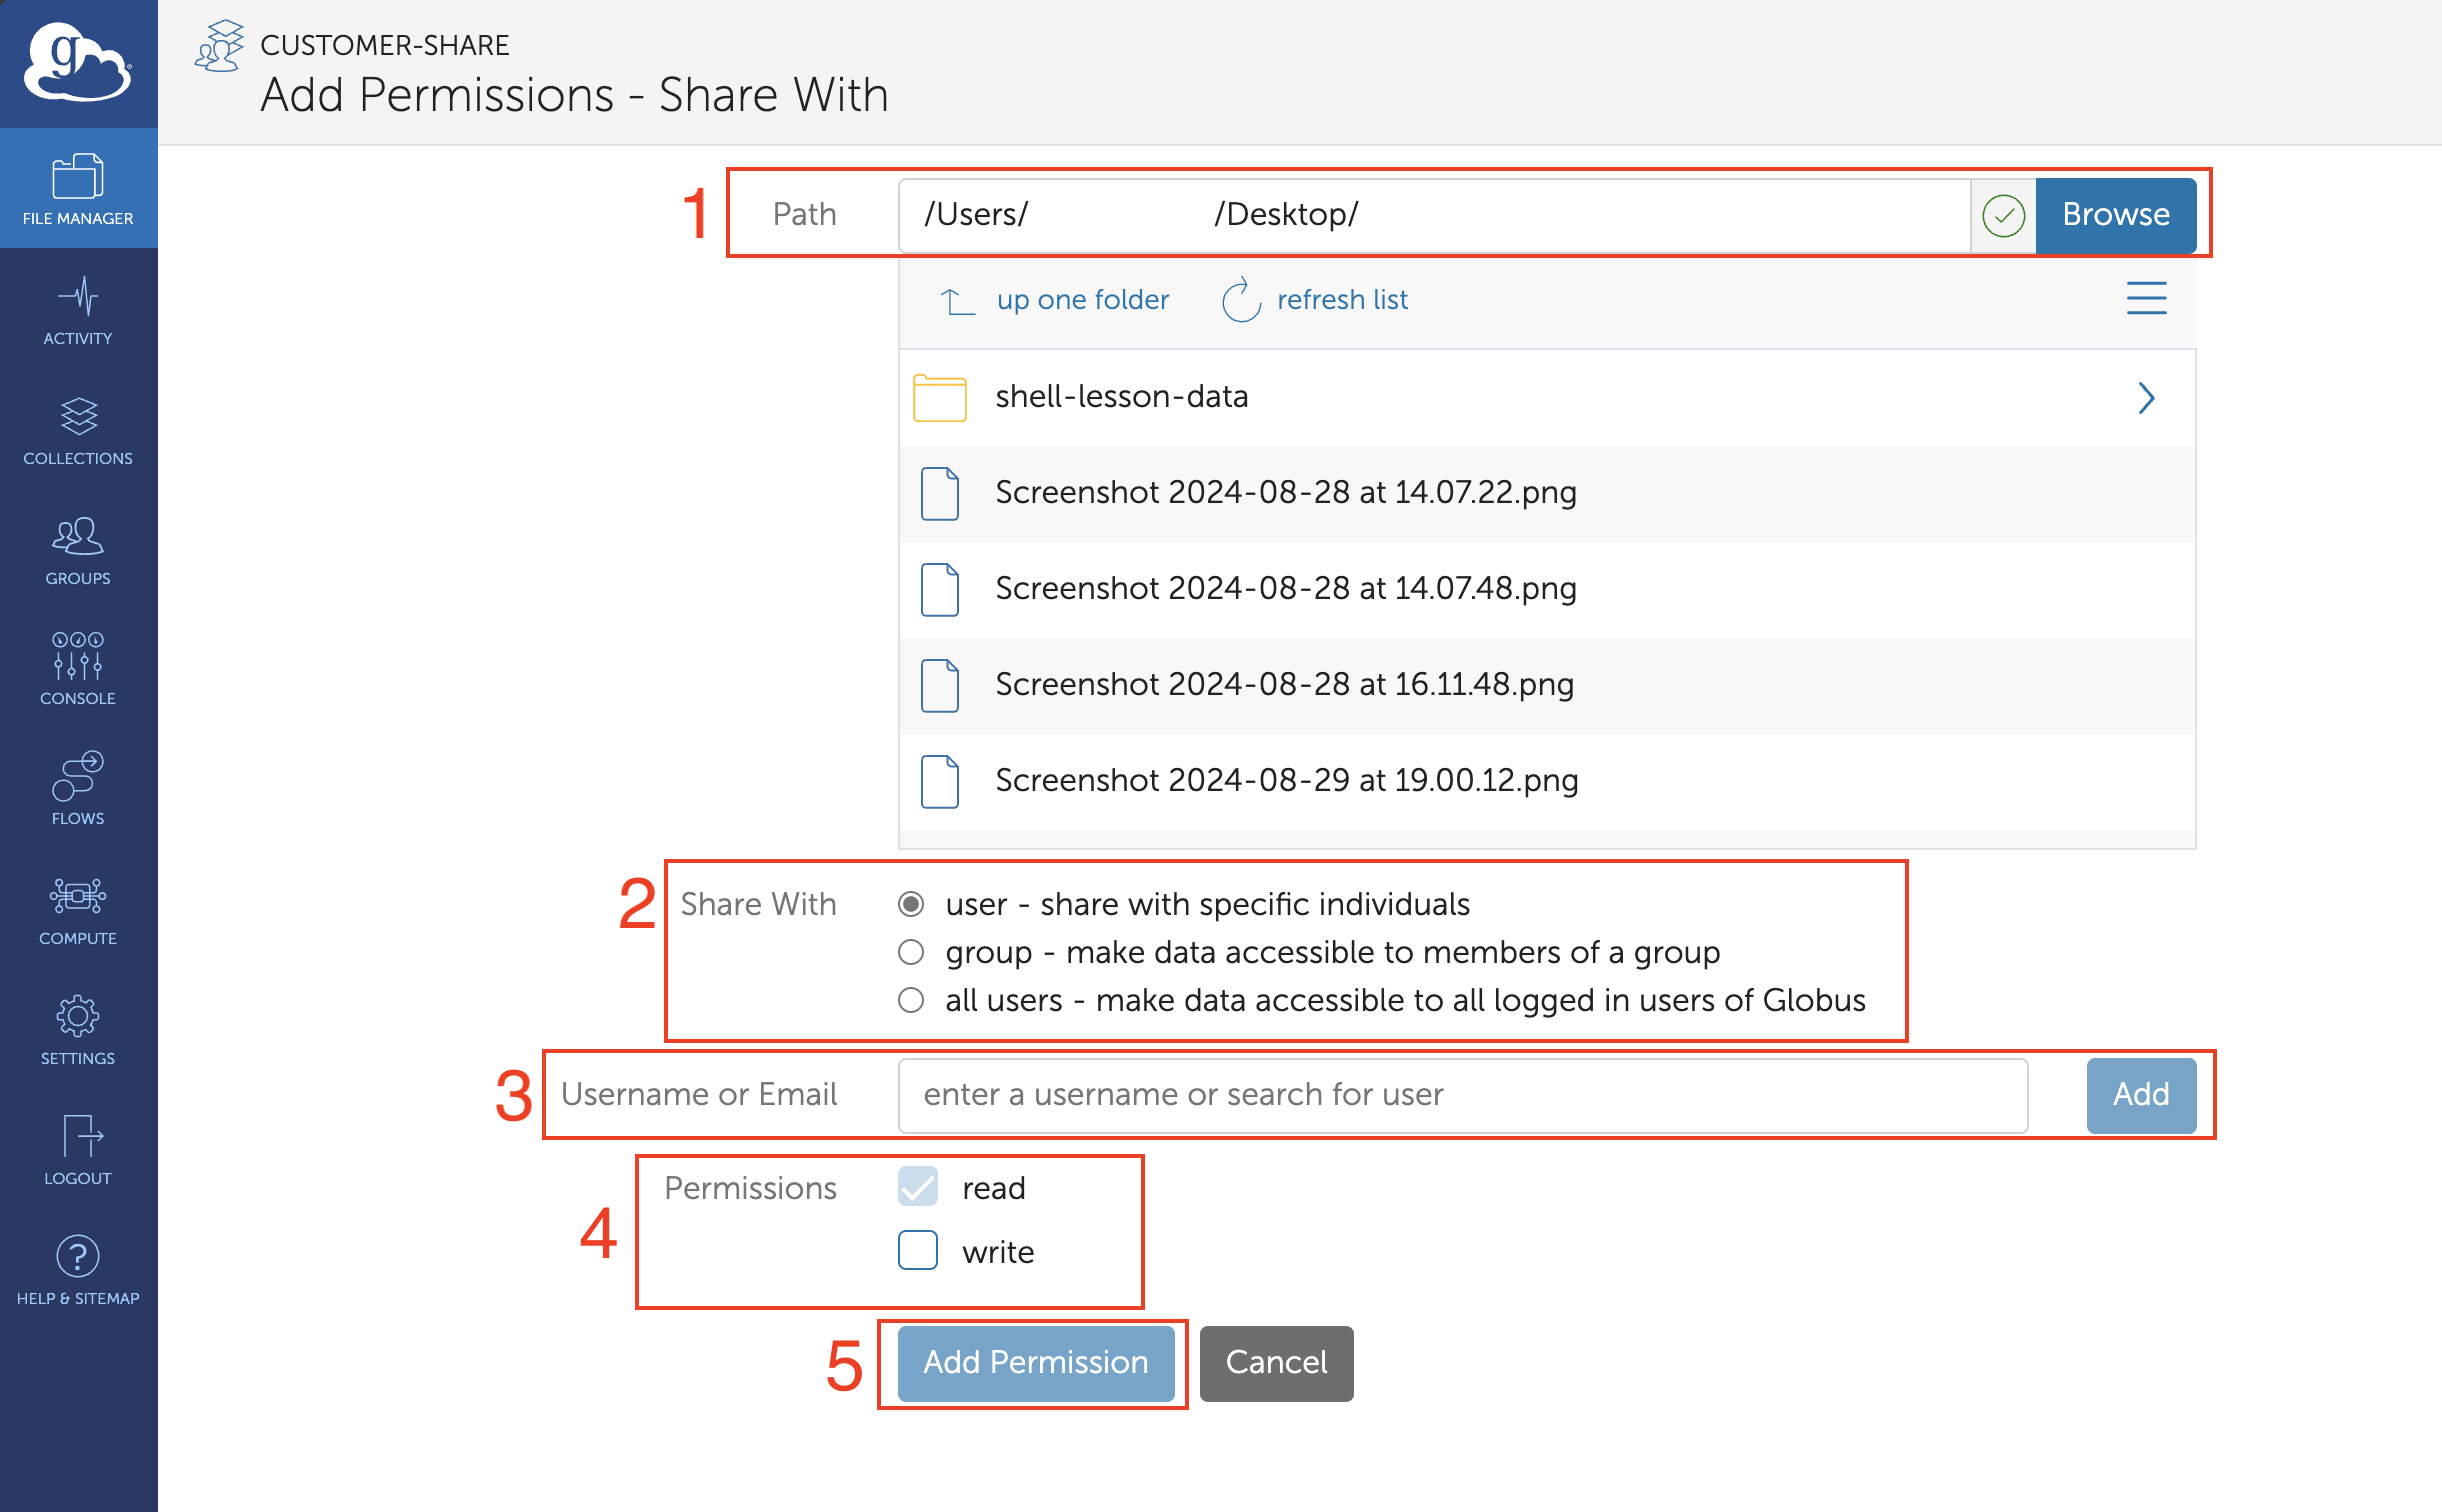 g
CUSTOMER-SHARE
Add Permissions - Share With
FILE MANAGER
ACTIVITY
COLLECTIONS
GROUPS
CONSOLE
FLOWS
COMPUTE
SETTINGS
LOGOUT
HELP & SITEMAP
1 Path /Users/ /Desktop/ Browse
up one folder refresh list
shell-lesson-data
Screenshot 2024-08-28 at 14.07.22.png
Screenshot 2024-08-28 at 14.07.48.png
Screenshot 2024-08-28 at 16.11.48.png
Screenshot 2024-08-29 at 19.00.12.png
2 Share With user - share with specific individuals
group - make data accessible to members of a group
all users - make data accessible to all logged in users of Globus
3 Username or Email enter a username or search for user Add
4 Permissions read
write
5 Add Permission Cancel